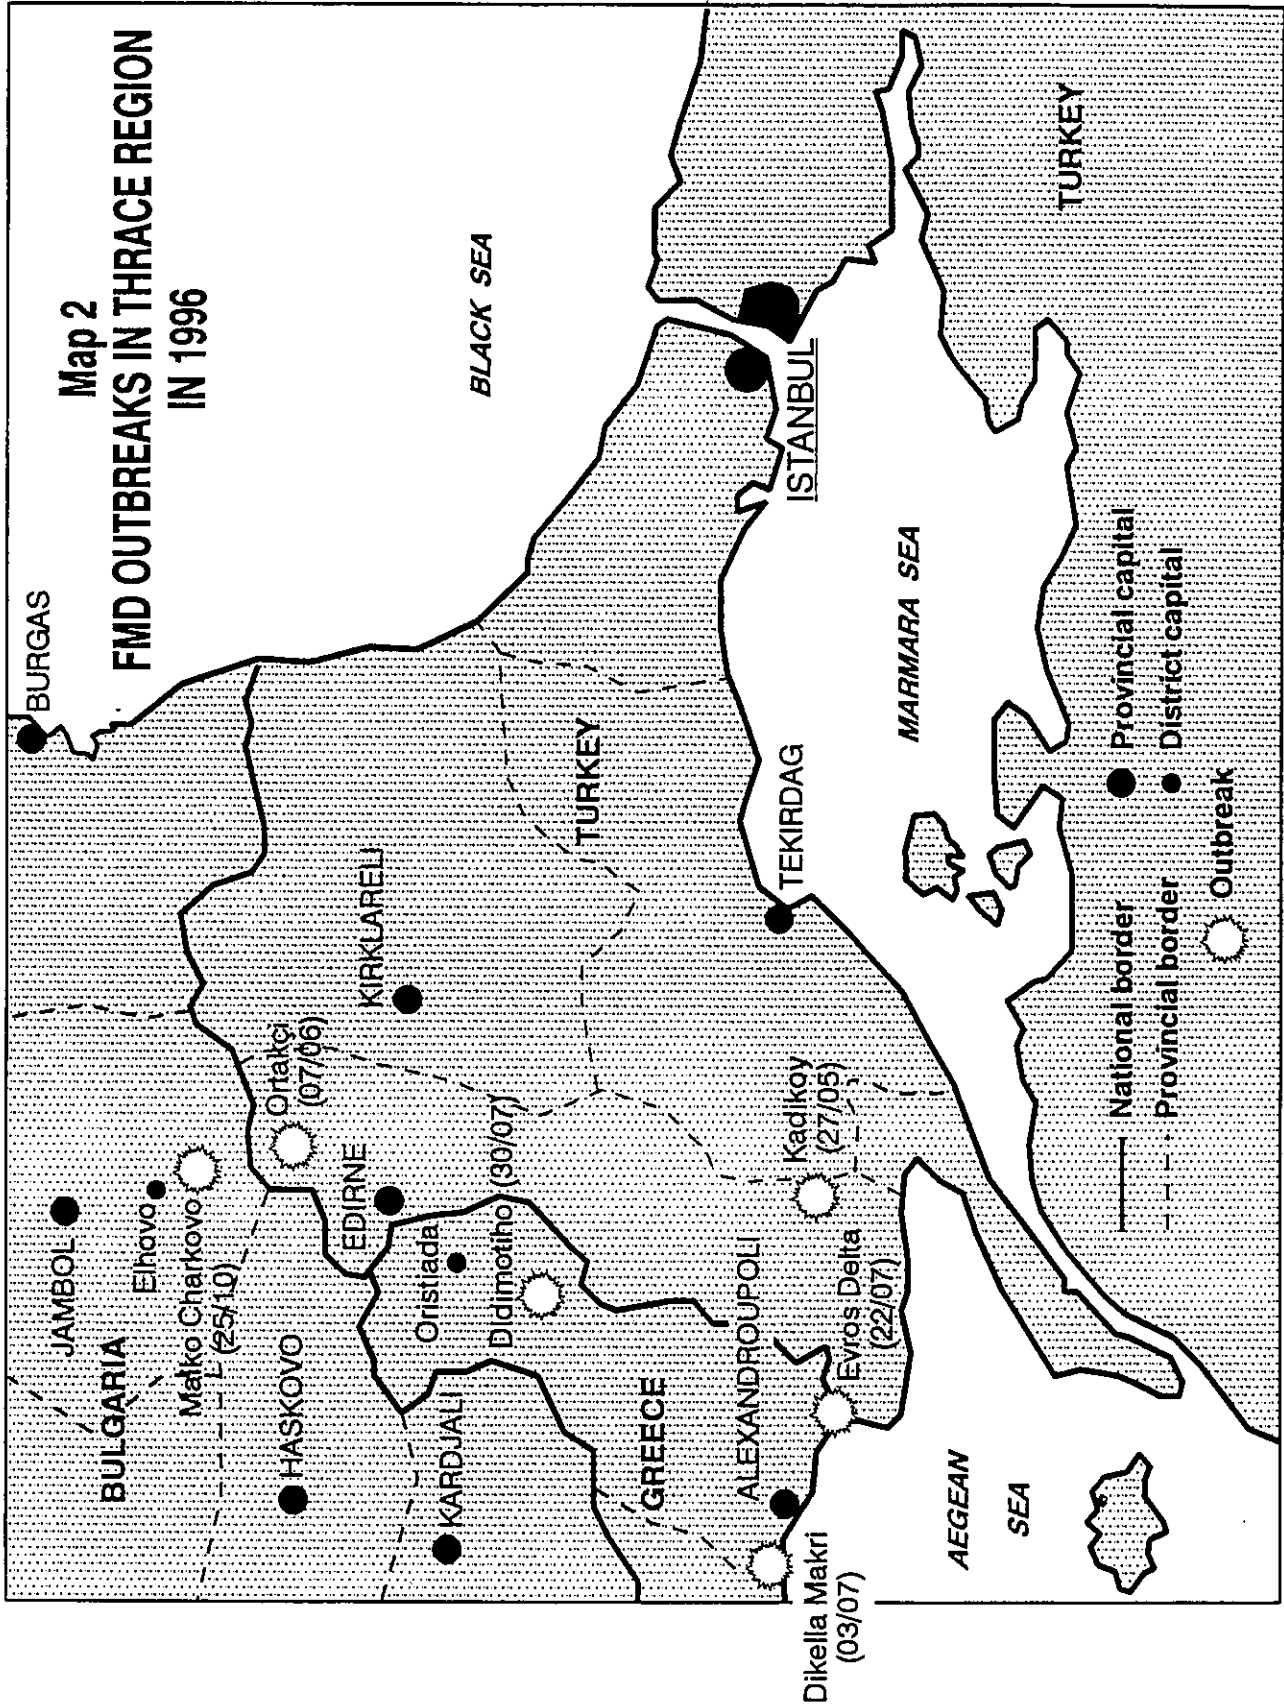 Map 2
FMD OUTBREAKS IN THRACE REGION
IN 1996
BURGAS
BLACK SEA
JAMBOL
BULGARIA
Elhovo
Malko Charkovo
(25/10)
HASKOVO
Ortakçi
(07/06)
KIRKLARELI
EDIRNE
KARDJALI
Oristiada
Didimotiho
(30/07)
TURKEY
GREECE
ISTANBUL
TEKIRDAG
ALEXANDROUPOLI
Kadikoy
(27/05)
Evros Delta
(22/07)
Dikella Makri
(03/07)
MARMARA SEA
AEGEAN
SEA
TURKEY
National border
Provincial border
Outbreak
Provincial capital
District capital